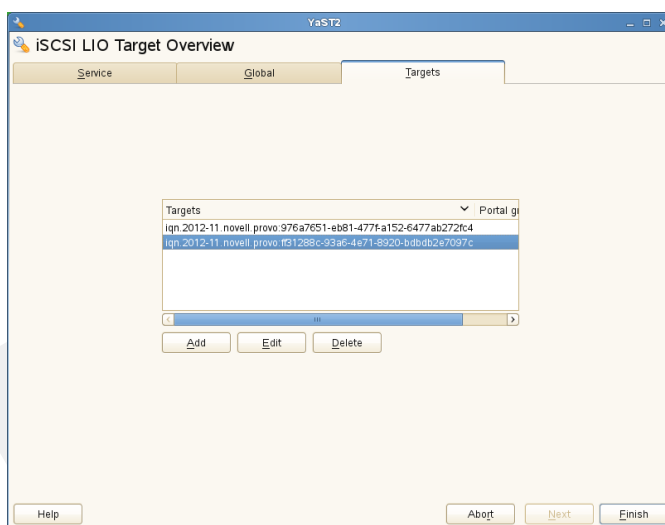 YaST2
iSCSI LIO Target Overview
Service Global Targets
Targets Portal gr
iqn.2012-11.novell.provo:976a7651-eb81-477f-a152-6477ab272fc4
iqn.2012-11.novell.provo:ff31288c-93a6-4e71-8920-bdbdb2e7097c
Add Edit Delete
Help Abort Next Finish